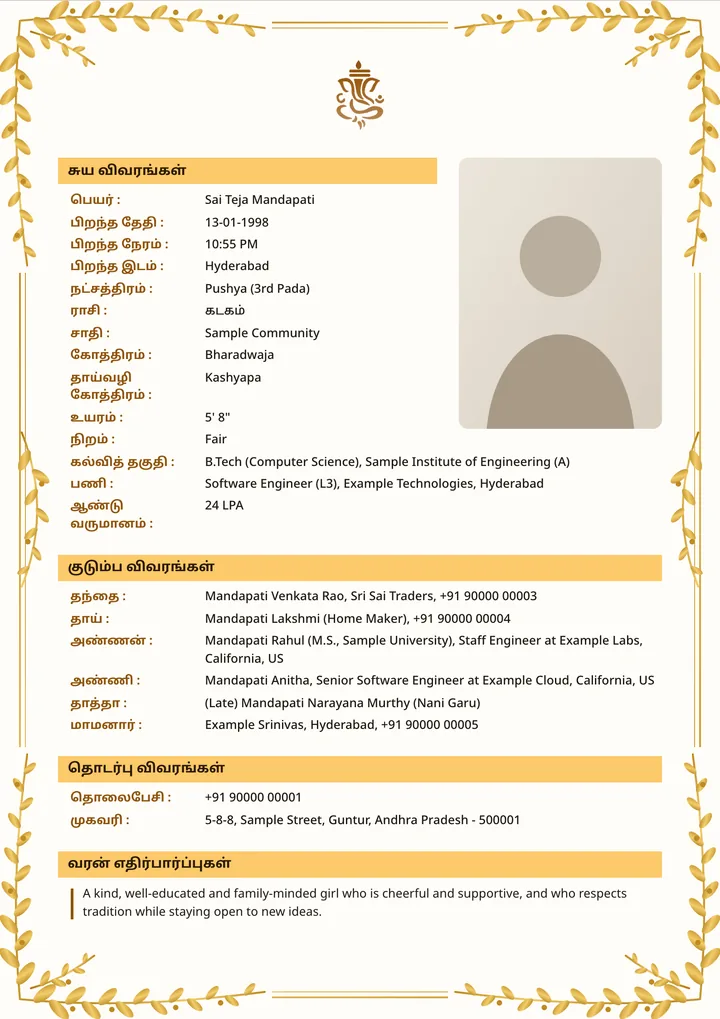 சுய விவரங்கள்
பெயர் : Sai Teja Mandapati
பிறந்த தேதி : 13-01-1998
பிறந்த நேரம் : 10:55 PM
பிறந்த இடம் : Hyderabad
நட்சத்திரம் : Pushya (3rd Pada)
ராசி : கடகம்
சாதி : Sample Community
கோத்திரம் : Bharadwaja
தாய்வழி Kashyapa
கோத்திரம் :
உயரம் : 5' 8"
நிறம் : Fair
கல்வித் தகுதி : B.Tech (Computer Science), Sample Institute of Engineering (A)
பணி : Software Engineer (L3), Example Technologies, Hyderabad
ஆண்டு 24 LPA
வருமானம் :
குடும்ப விவரங்கள்
தந்தை : Mandapati Venkata Rao, Sri Sai Traders, +91 90000 00003
தாய் : Mandapati Lakshmi (Home Maker), +91 90000 00004
அண்ணன் : Mandapati Rahul (M.S., Sample University), Staff Engineer at Example Labs,
California, US
அண்ணி : Mandapati Anitha, Senior Software Engineer at Example Cloud, California, US
தாத்தா : (Late) Mandapati Narayana Murthy (Nani Garu)
மாமனார் : Example Srinivas, Hyderabad, +91 90000 00005
தொடர்பு விவரங்கள்
தொலைபேசி : +91 90000 00001
முகவரி : 5-8-8, Sample Street, Guntur, Andhra Pradesh - 500001
வரன் எதிர்பார்ப்புகள்
A kind, well-educated and family-minded girl who is cheerful and supportive, and who respects
tradition while staying open to new ideas.